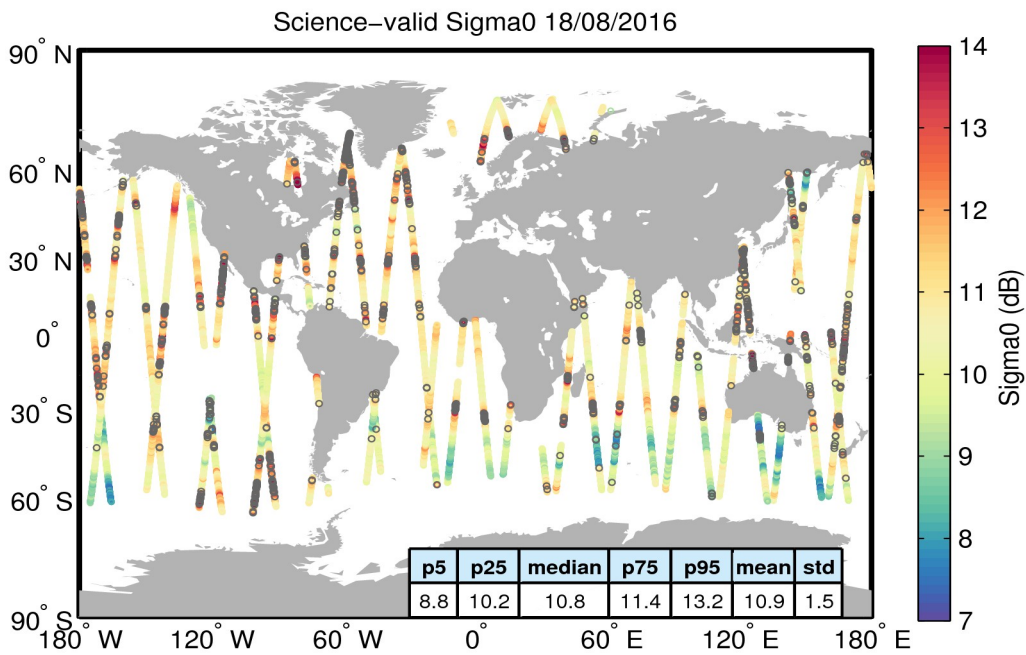 Science−valid Sigma0 18/08/2016
90° N
60° N
30° N
0°
30° S
60° S
90° S
180° W
120° W
60° W
0°
60° E
120° E
180° E
p5 p25 median p75 p95 mean std
8.8 10.2 10.8 11.4 13.2 10.9 1.5
14
13
12
11
10
9
8
7
Sigma0 (dB)